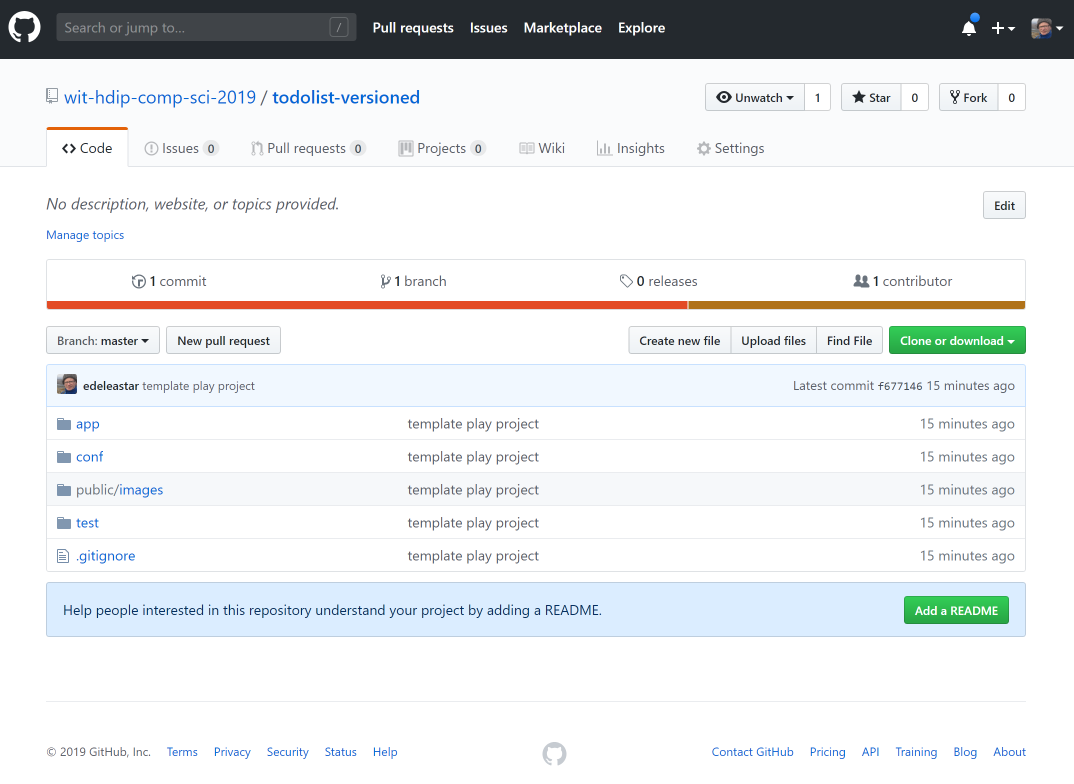 Search or jump to... / Pull requests Issues Marketplace Explore
wit-hdip-comp-sci-2019 / todolist-versioned Unwatch 1 Star 0 Fork 0
Code Issues 0 Pull requests 0 Projects 0 Wiki Insights Settings
No description, website, or topics provided. Edit
Manage topics
1 commit 1 branch 0 releases 1 contributor
Branch: master New pull request Create new file Upload files Find File Clone or download
edeleastar template play project Latest commit f677146 15 minutes ago
app template play project 15 minutes ago
conf template play project 15 minutes ago
public/images template play project 15 minutes ago
test template play project 15 minutes ago
.gitignore template play project 15 minutes ago
Help people interested in this repository understand your project by adding a README. Add a README
© 2019 GitHub, Inc. Terms Privacy Security Status Help Contact GitHub Pricing API Training Blog About